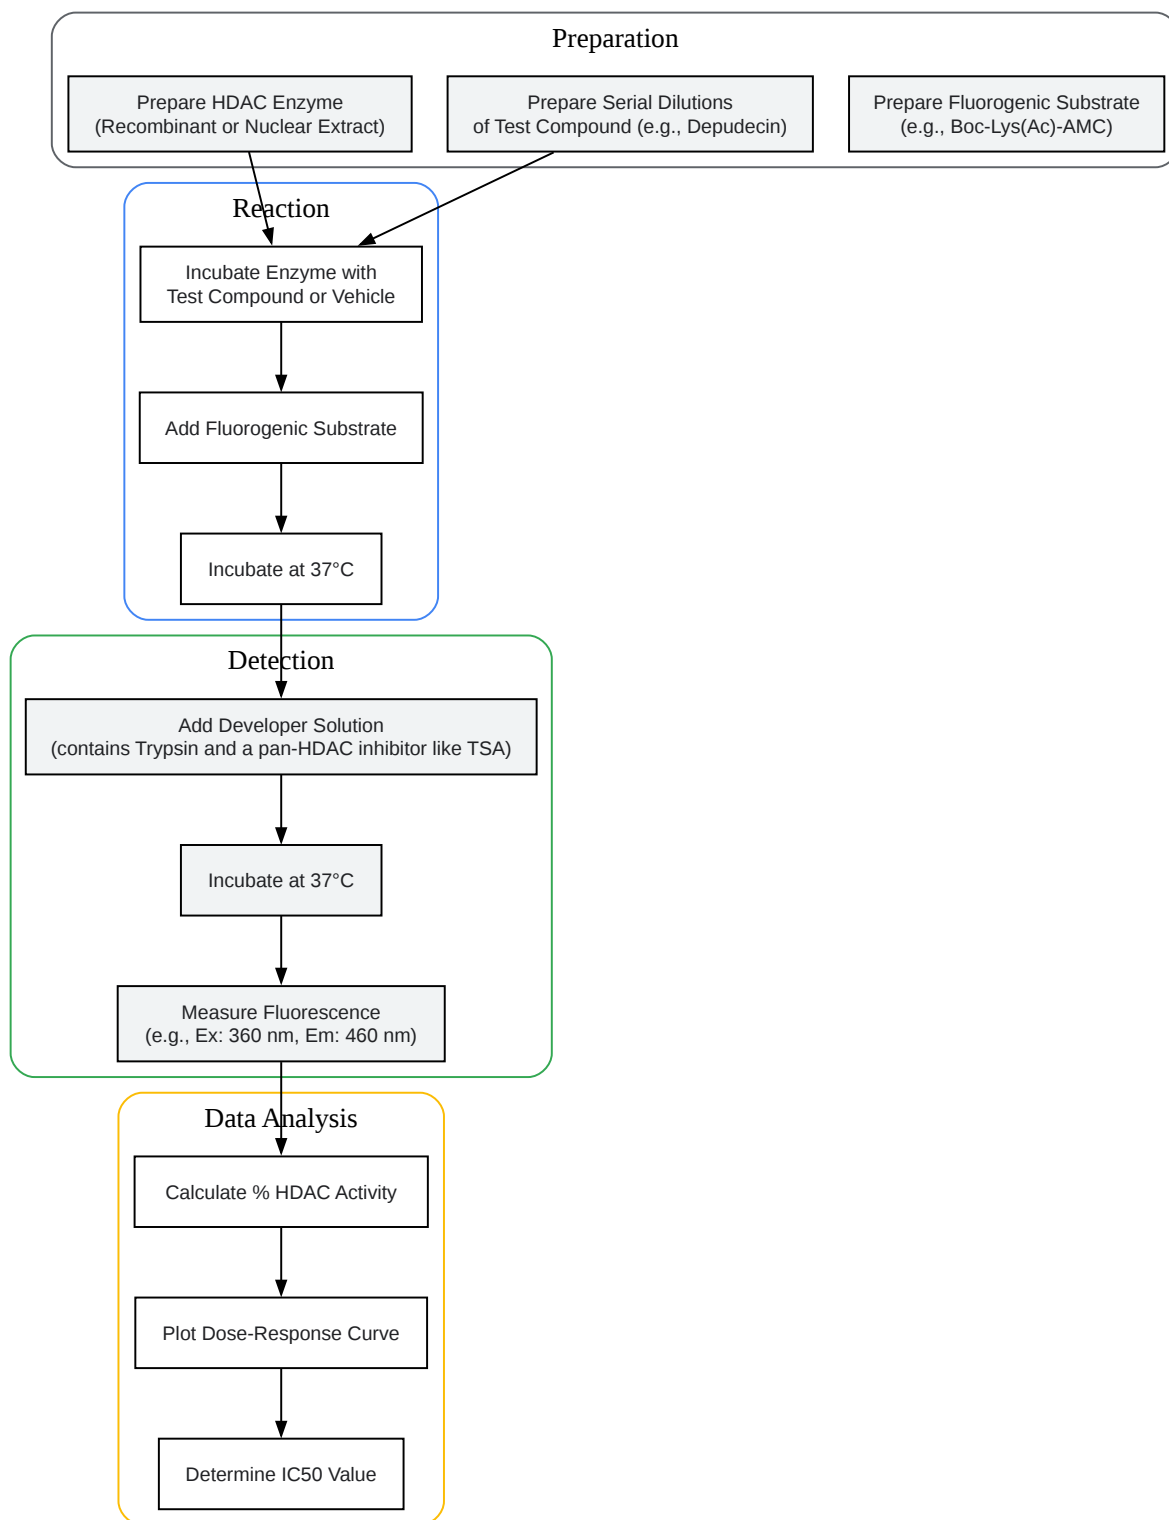 Preparation
Prepare HDAC Enzyme
(Recombinant or Nuclear Extract)
Prepare Serial Dilutions
of Test Compound (e.g., Depudecin)
Prepare Fluorogenic Substrate
(e.g., Boc-Lys(Ac)-AMC)
Reaction
Incubate Enzyme with
Test Compound or Vehicle
Add Fluorogenic Substrate
Incubate at 37°C
Detection
Add Developer Solution
(contains Trypsin and a pan-HDAC inhibitor like TSA)
Incubate at 37°C
Measure Fluorescence
(e.g., Ex: 360 nm, Em: 460 nm)
Data Analysis
Calculate % HDAC Activity
Plot Dose-Response Curve
Determine IC50 Value